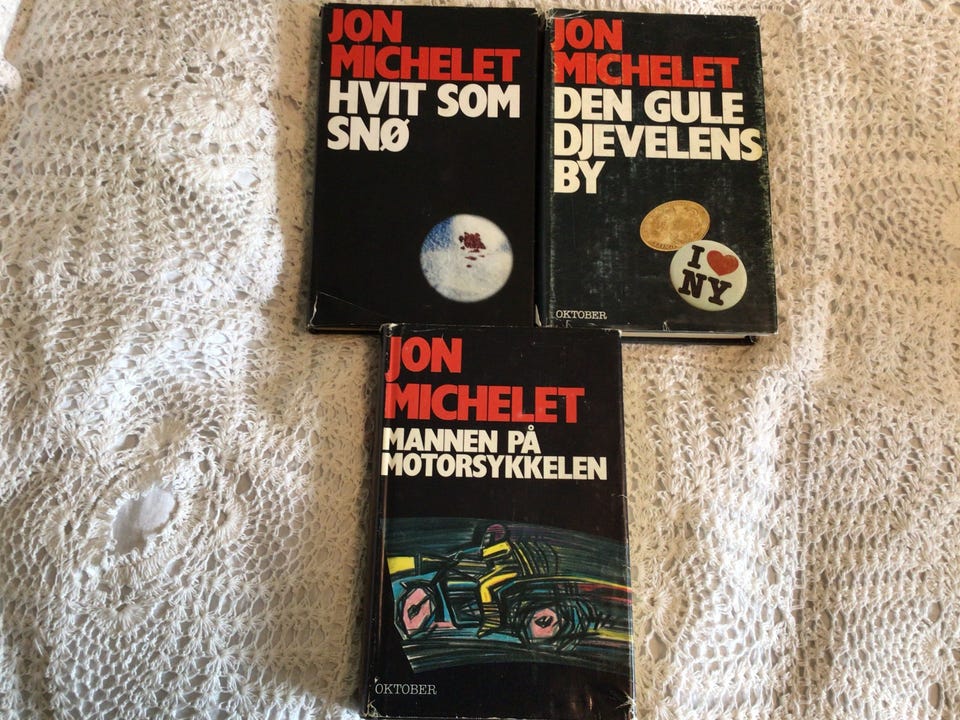 JON
MICHELET
HVIT SOM
SNØ
JON
MICHELET
DEN GULE
DJEVELENS
BY
I
NY
OKTOBER
JON
MICHELET
MANNEN PÅ
MOTORSYKKELEN
OKTOBER